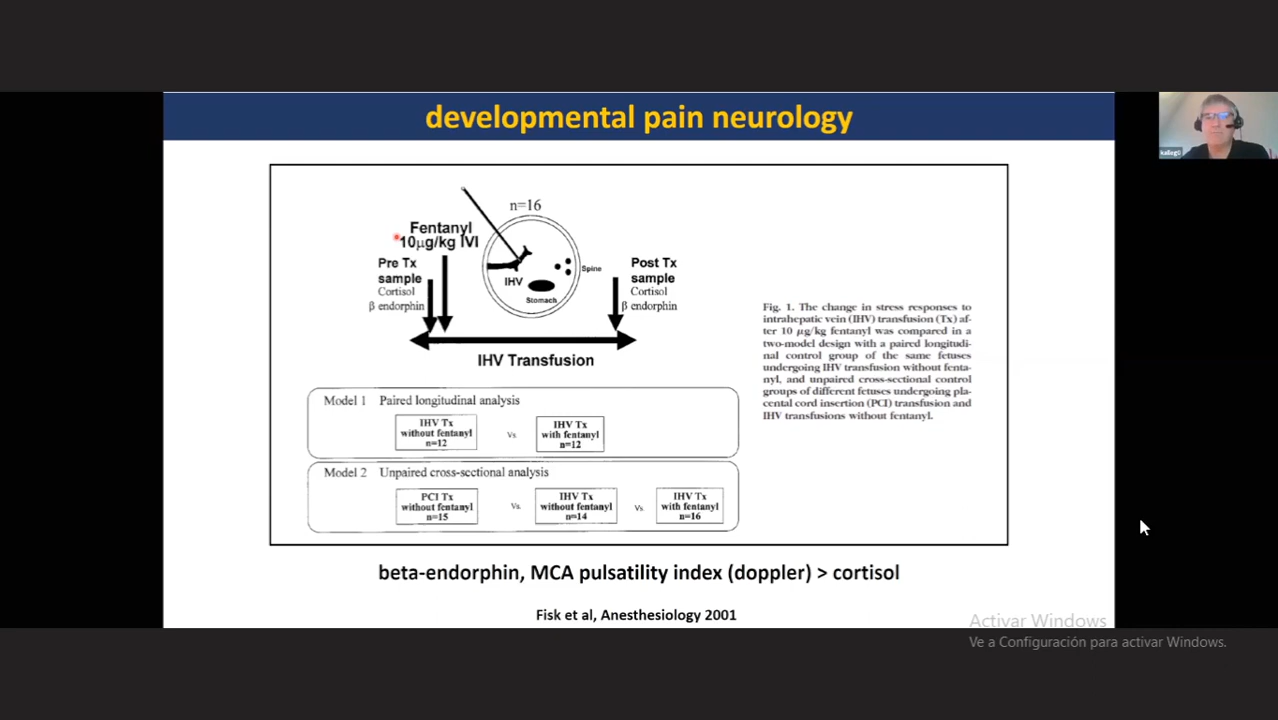 developmental pain neurology
n=16
Fentanyl
10µg/kg IVI
Pre Tx
sample
Cortisol
β endorphin
IHV
Stomach
Spine
Post Tx
sample
Cortisol
β endorphin
IHV Transfusion
Fig. 1. The change in stress responses to
intrahepatic vein (IHV) transfusion (Tx) af-
ter 10 µg/kg fentanyl was compared in a
two-model design with a paired longitudi-
nal control group of the same fetuses
undergoing IHV transfusion without fenta-
nyl, and unpaired cross-sectional control
groups of different fetuses undergoing pla-
cental cord insertion (PCI) transfusion and
IHV transfusions without fentanyl.
Model 1 Paired longitudinal analysis
IHV Tx
without fentanyl
n=12
Vs
IHV Tx
with fentanyl
n=12
Model 2 Unpaired cross-sectional analysis
PCI Tx
without fentanyl
n=15
Vs.
IHV Tx
without fentanyl
n=14
Vs.
IHV Tx
with fentanyl
n=16
beta-endorphin, MCA pulsatility index (doppler) > cortisol
Fisk et al, Anesthesiology 2001
Activar Windows
Ve a Configuración para activar Windows.